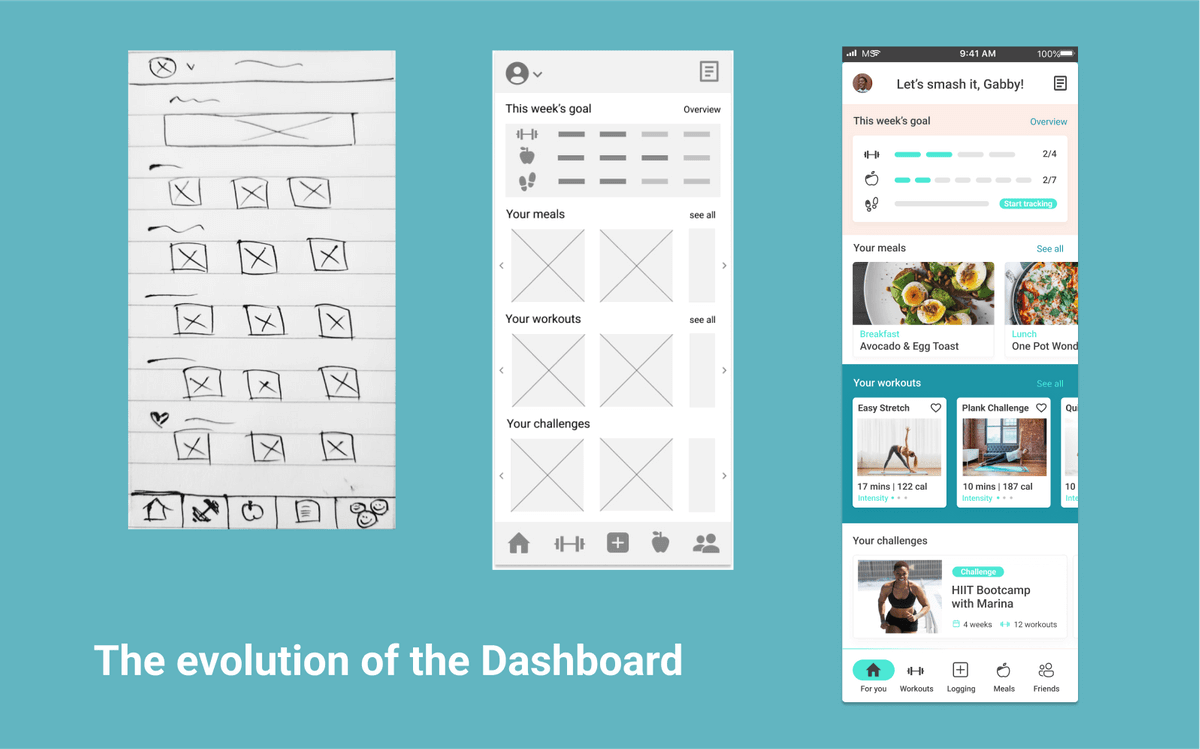 This week's goal
Overview
Your meals
see all
Your workouts
see all
Your challenges
9:41 AM
100%
Let's smash it, Gabby!
This week's goal
Overview
2/4
2/7
Start tracking
Your meals
See all
Breakfast
Lunch
Avocado & Egg Toast
One Pot Wond
Your workouts
See all
Easy Stretch
Plank Challenge
Qu
17 mins | 122 cal
10 mins | 187 cal
10
Intensity
Intensity
Inte
Your challenges
Challenge
HIIT Bootcamp
with Marina
4 weeks
12 workouts
For you
Workouts
Logging
Meals
Friends
The evolution of the Dashboard